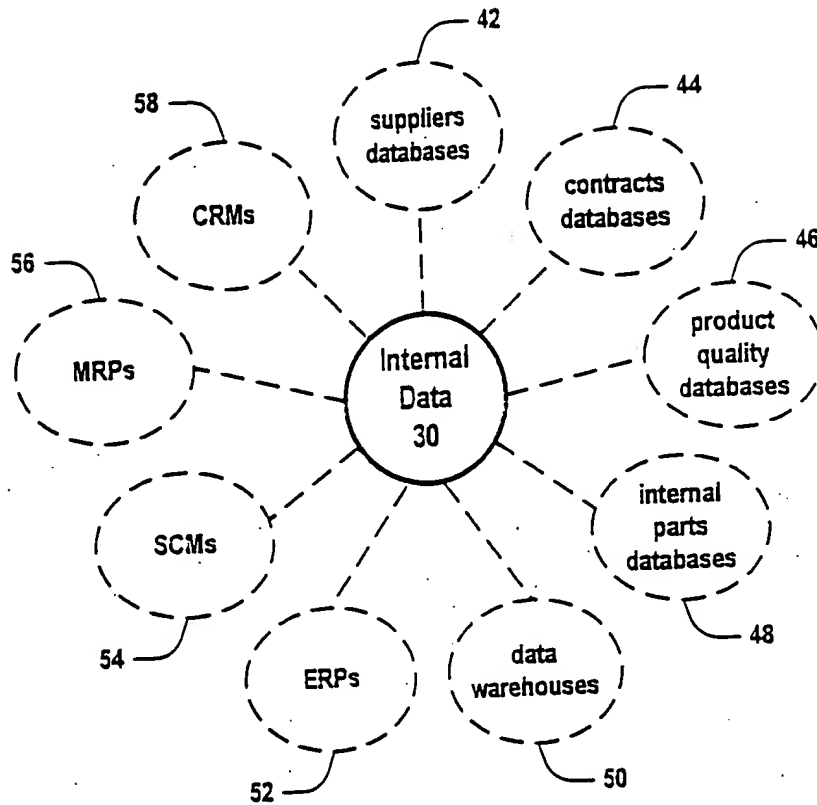 42
suppliers
databases
44
contracts
databases
46
product
quality
databases
internal
parts
databases
48
data
warehouses
50
ERPs
52
SCMs
54
MRPs
56
CRMs
58
Internal
Data
30